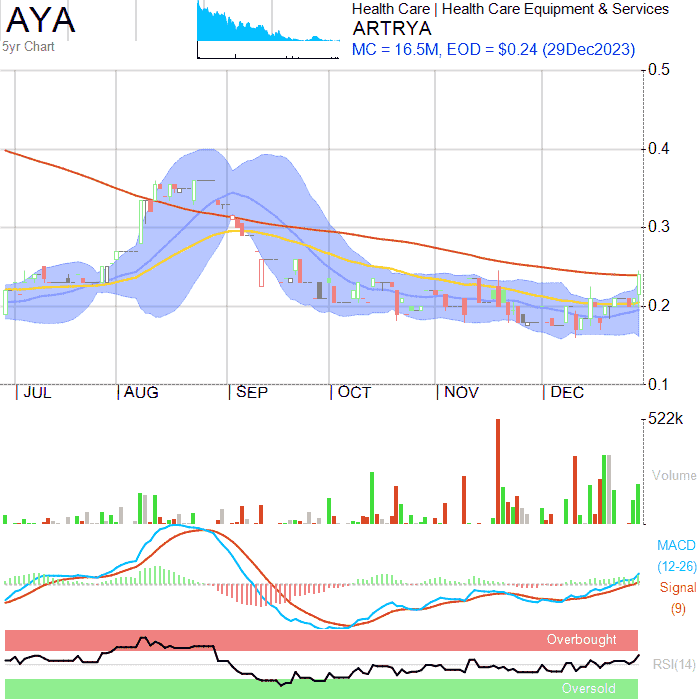 AYA
5yr Chart
Health Care | Health Care Equipment & Services
ARTRYA
MC = 16.5M, EOD = $0.24 (29Dec2023)
0.5
0.4
0.3
0.2
0.1
JUL AUG SEP OCT NOV DEC
522k
Volume
MACD
(12-26)
Signal
(9)
Overbought
RSI(14)
Oversold